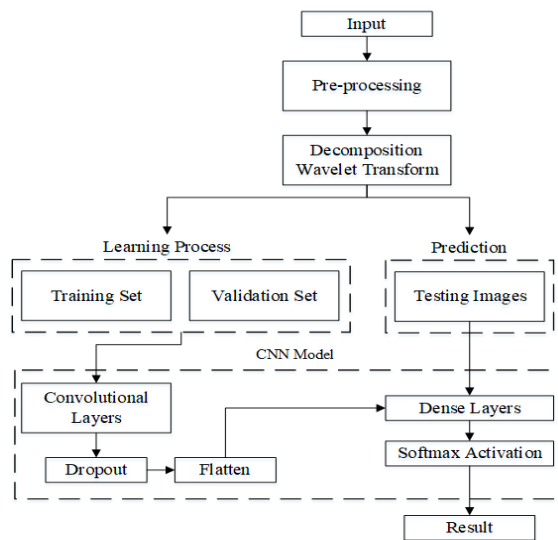 Input
Pre-processing
Decomposition
Wavelet Transform
Learning Process
Prediction
Training Set
Validation Set
Testing Images
CNN Model
Convolutional
Layers
Dense Layers
Dropout
Flatten
Softmax Activation
Result